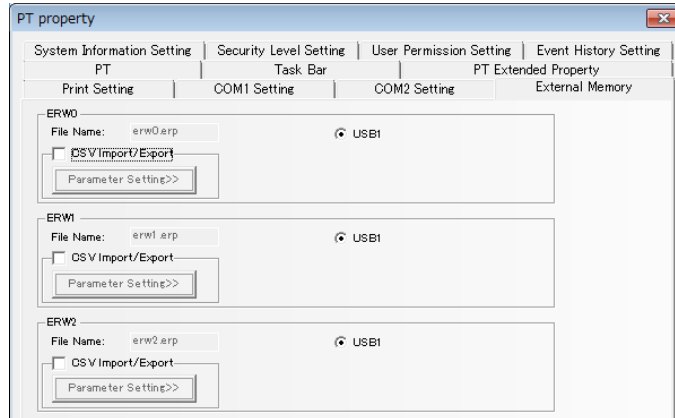 PT property
System Information Setting | Security Level Setting | User Permission Setting | Event History Setting
PT | Task Bar | PT Extended Property
Print Setting | COM1 Setting | COM2 Setting | External Memory
ERW0
File Name: erw0.erp USB1
CSV Import/Export
Parameter Setting>>
ERW1
File Name: erw1.erp USB1
CSV Import/Export
Parameter Setting>>
ERW2
File Name: erw2.erp USB1
CSV Import/Export
Parameter Setting>>